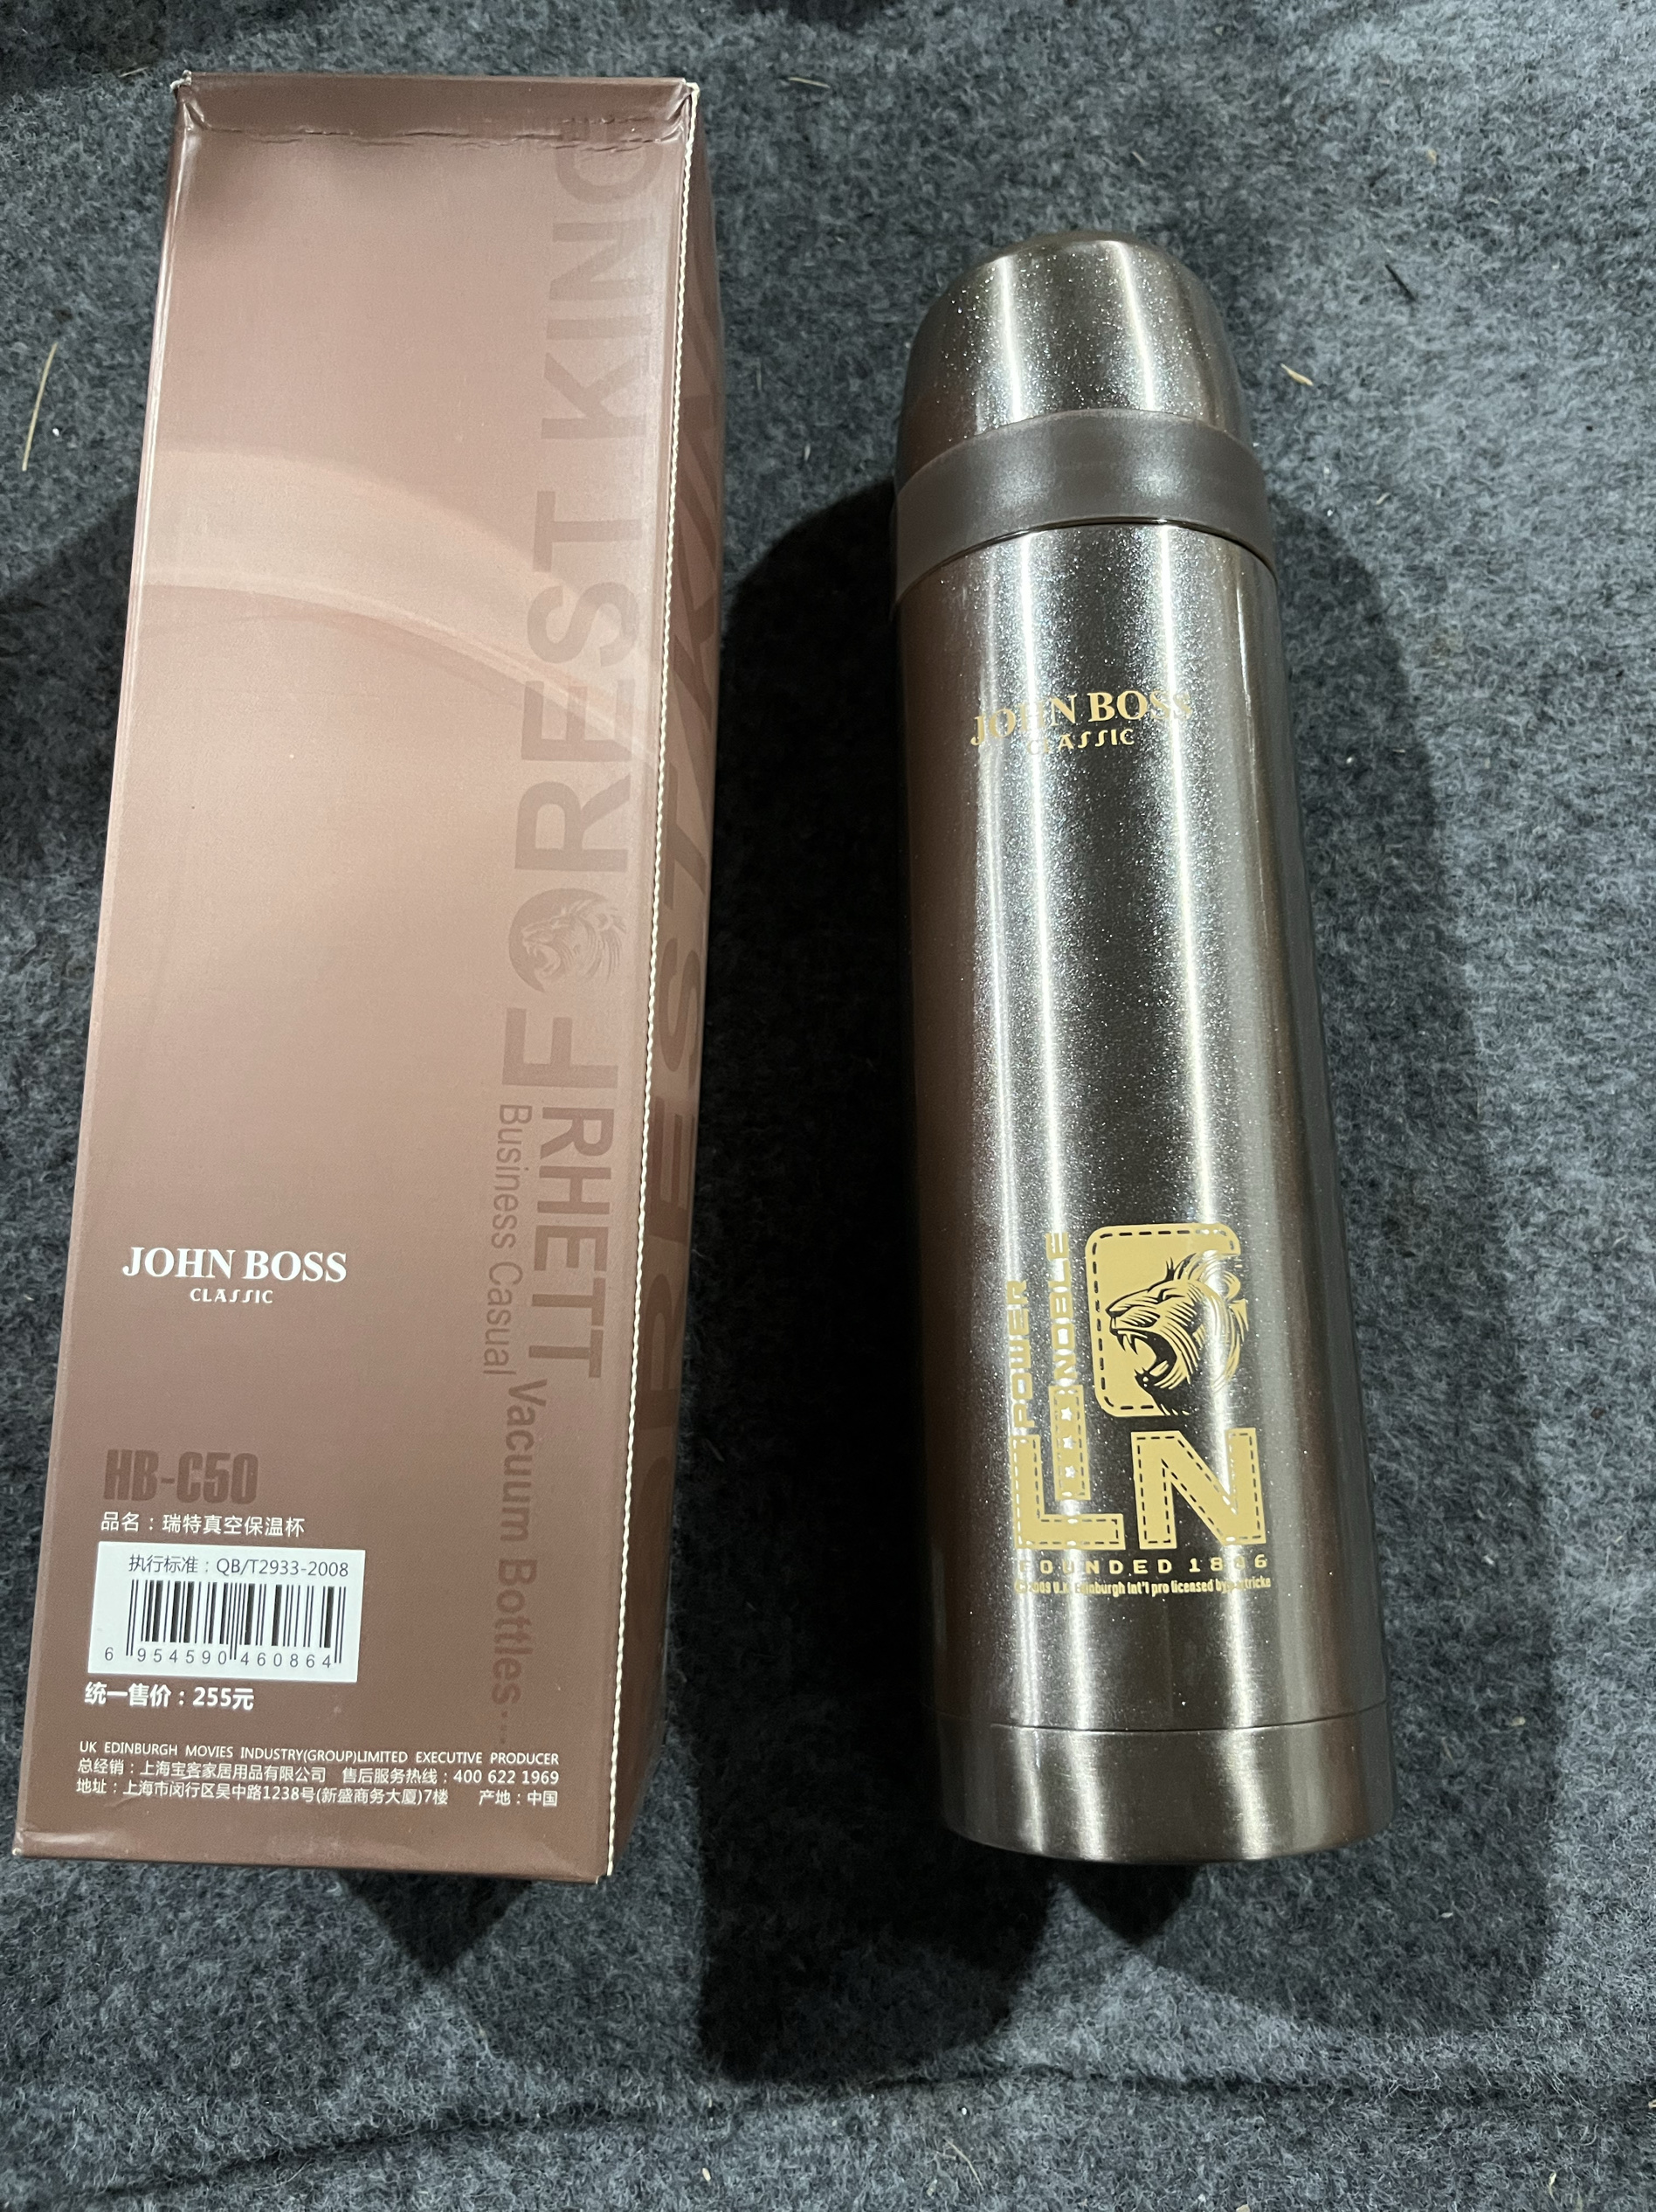 FOREST KING
RHETT
Business Casual
Vacuum Bottles...
JOHN BOSS
CLASSIC
HB-C50
品名：瑞特真空保温杯
执行标准：QB/T2933-2008
6 954590 460864
统一售价：255元
UK EDINBURGH MOVIES INDUSTRY(GROUP)LIMITED EXECUTIVE PRODUCER
总经销：上海宝客家居用品有限公司 售后服务热线：400 622 1969
地址：上海市闵行区吴中路1238号(新盛商务大厦)7楼 产地：中国
JOHN BOSS
CLASSIC
POWER
NOBLE
LN
FOUNDED
Edinburgh Int'l pro licensed